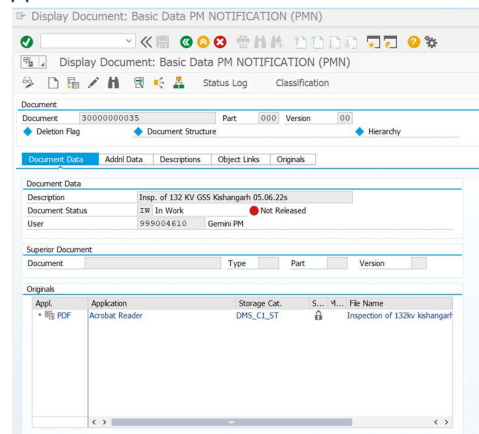 Display Document: Basic Data PM NOTIFICATION (PMN)
Display Document: Basic Data PM NOTIFICATION (PMN)
Status Log Classification
Document
Document 30000000035 Part 000 Version 00
Deletion Flag Document Structure Hierarchy
Document Data Addnl Data Descriptions Object Links Originals
Document Data
Description Insp. of 132 KV GSS Kishangarh 05.06.22s
Document Status IW In Work Not Released
User 999004610 Gemini PM
Superior Document
Document Type Part Version
Originals
Appl. Application Storage Cat. S... M... File Name
PDF Acrobat Reader DMS_C1_ST Inspection of 132kv kishangarh